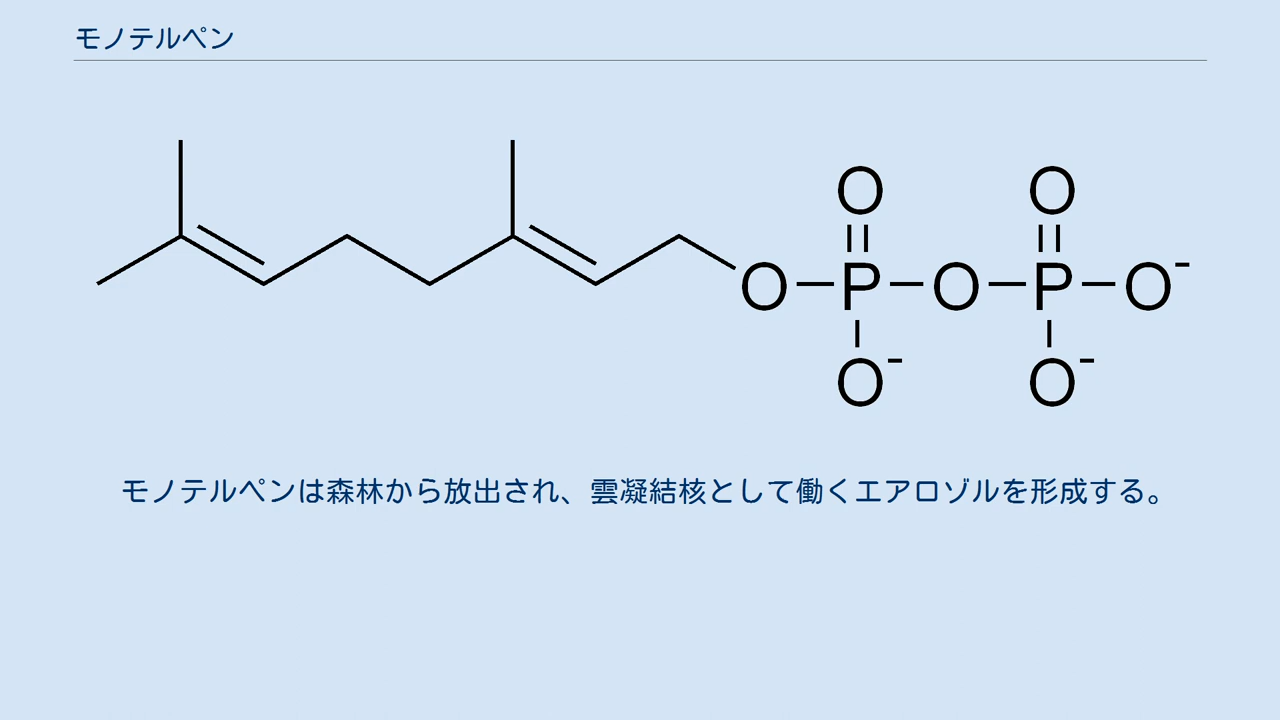 モノテルペン
O O
O P O P O-
O- O-
モノテルペンは森林から放出され、雲凝結核として働くエアロゾルを形成する。